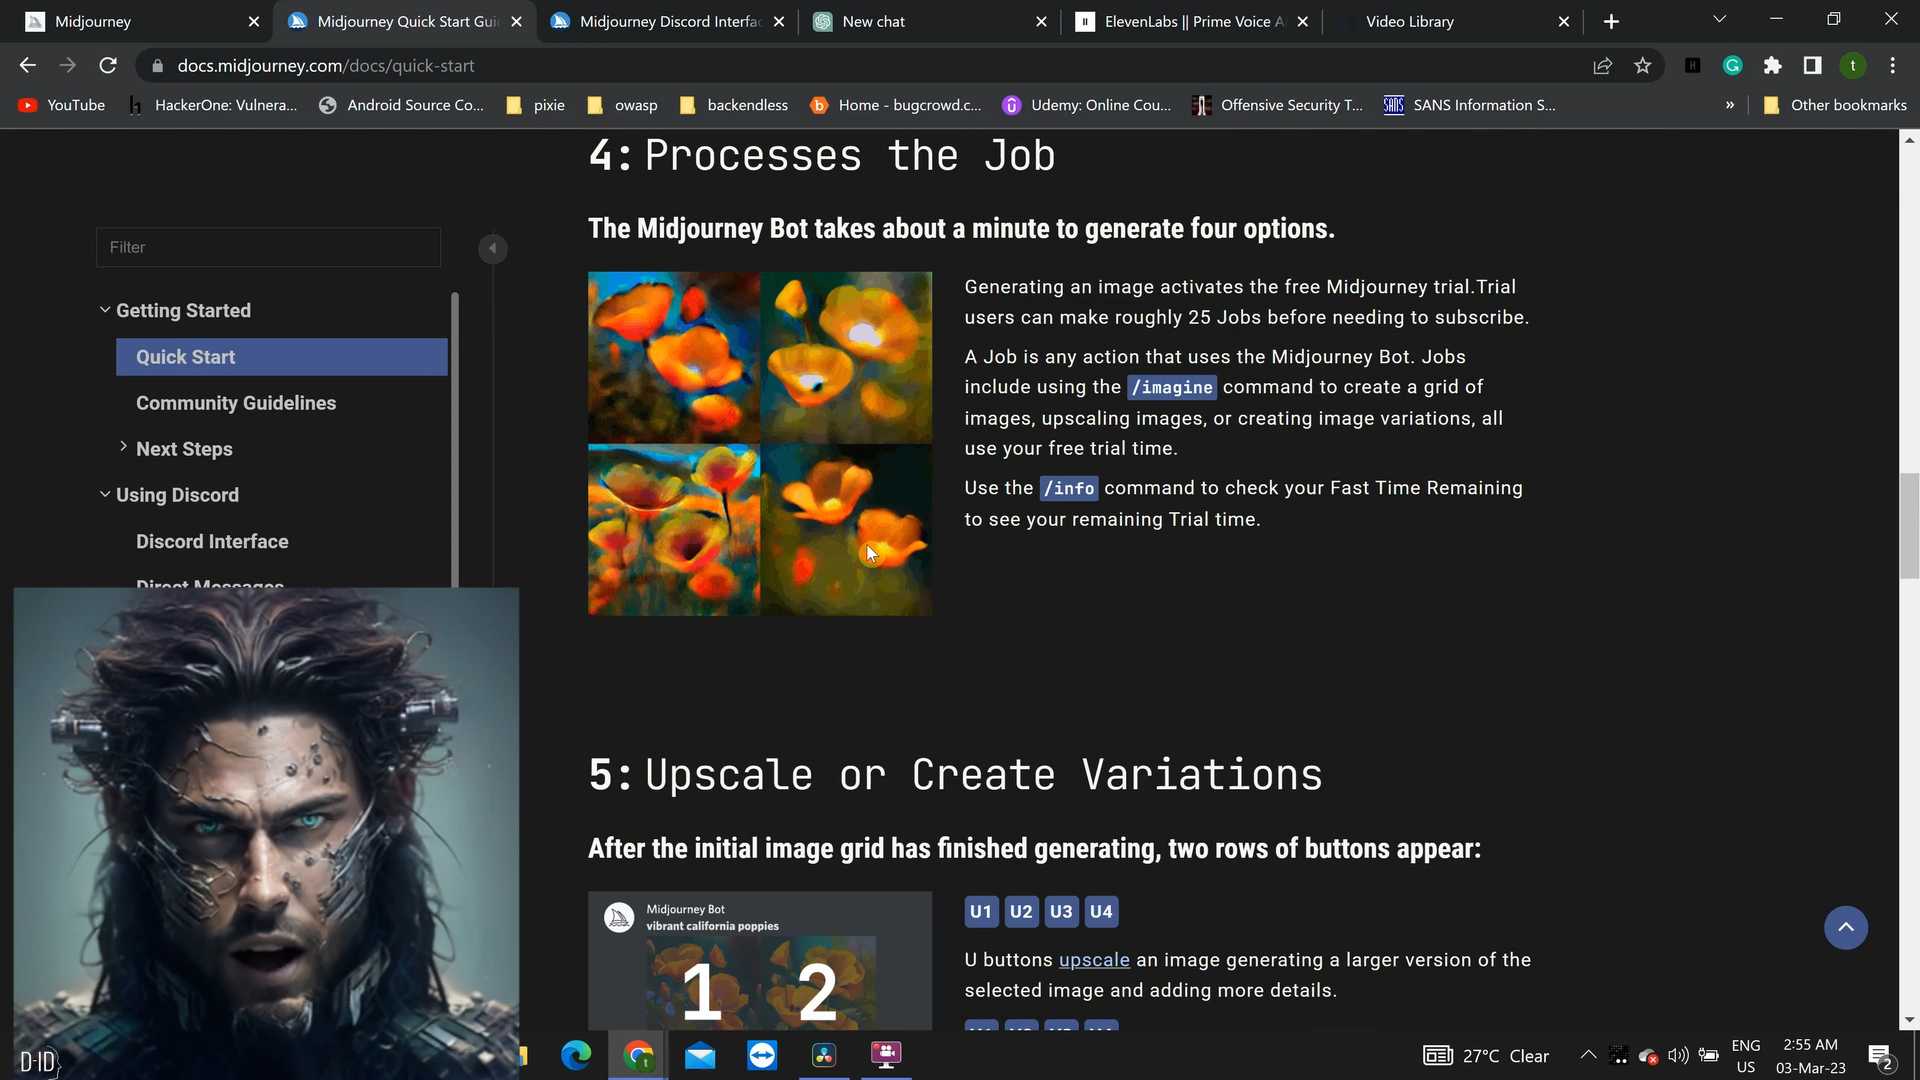 Midjourney
Midjourney Quick Start Gui
Midjourney Discord Interfac
New chat
ElevenLabs || Prime Voice A
Video Library
docs.midjourney.com/docs/quick-start
YouTube
HackerOne: Vulnera...
Android Source Co...
pixie
owasp
backendless
Home - bugcrowd.c...
Udemy: Online Cou...
Offensive Security T...
SANS Information S...
»
Other bookmarks
4: Processes the Job
The Midjourney Bot takes about a minute to generate four options.
Filter
Getting Started
Quick Start
Community Guidelines
Next Steps
Using Discord
Discord Interface
Direct Messages
Generating an image activates the free Midjourney trial.Trial
users can make roughly 25 Jobs before needing to subscribe.
A Job is any action that uses the Midjourney Bot. Jobs
include using the /imagine command to create a grid of
images, upscaling images, or creating image variations, all
use your free trial time.
Use the /info command to check your Fast Time Remaining
to see your remaining Trial time.
5: Upscale or Create Variations
After the initial image grid has finished generating, two rows of buttons appear:
Midjourney Bot
vibrant california poppies
1 2
U1 U2 U3 U4
U buttons upscale an image generating a larger version of the
selected image and adding more details.
D-ID
27°C Clear
ENG
US
2:55 AM
03-Mar-23
2